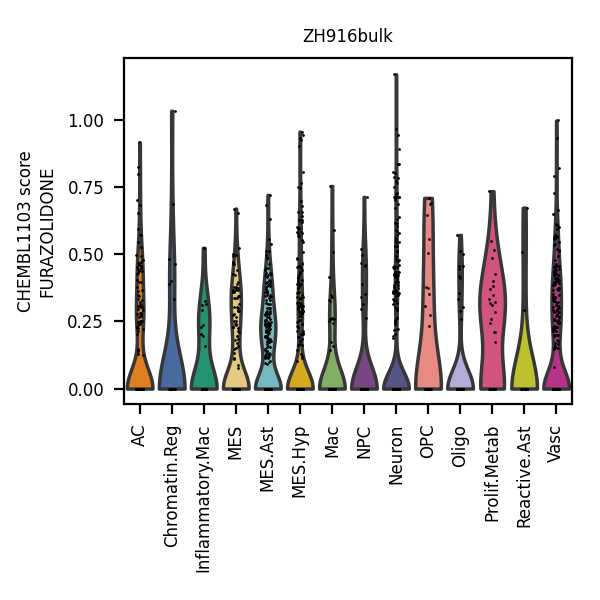 ZH916bulk
CHEMBL1103 score
FURAZOLIDONE
1.00
0.75
0.50
0.25
0.00
AC
Chromatin.Reg
Inflammatory.Mac
MES
MES.Ast
MES.Hyp
Mac
NPC
Neuron
OPC
Oligo
Prolif.Metab
Reactive.Ast
Vasc